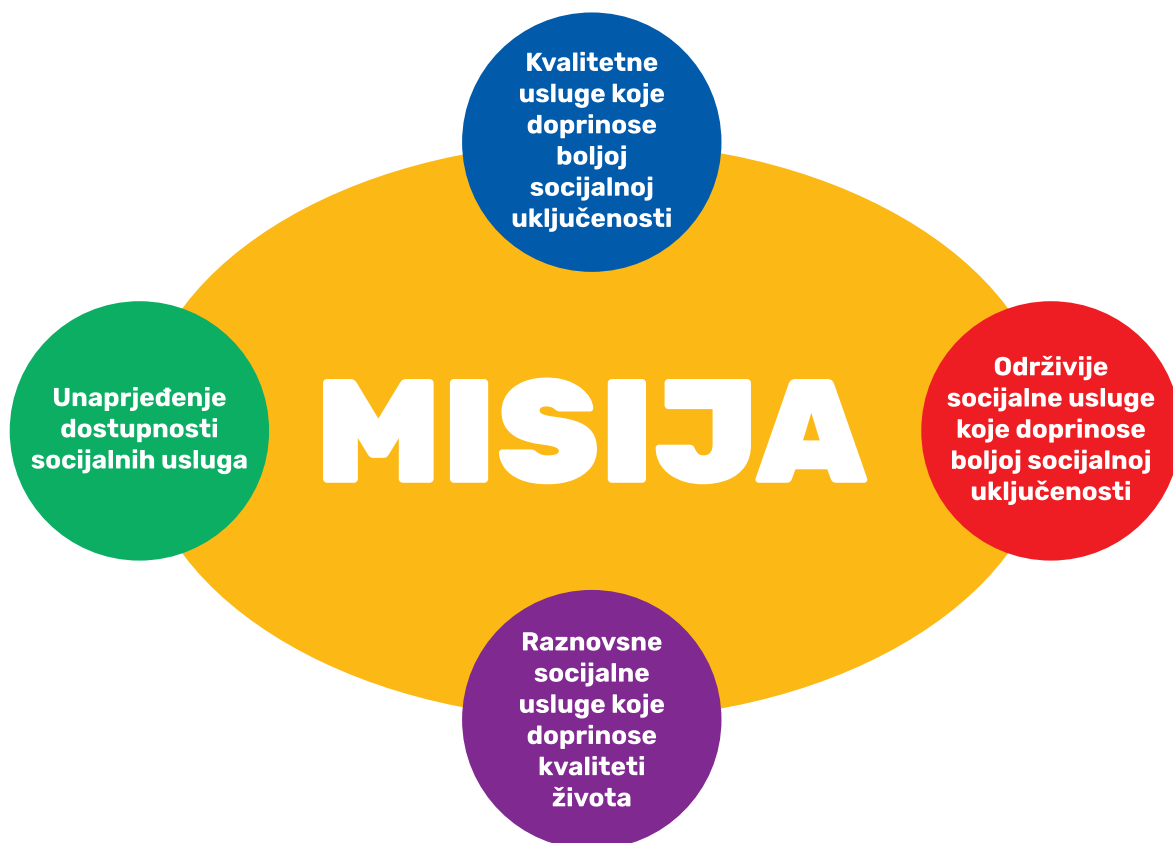 Kvalitetne
usluge koje
doprinose
boljoj
socijalnoj
uključenosti
Unaprjeđenje
dostupnosti
socijalnih usluga
MISIJA
Održivije
socijalne usluge
koje doprinose
boljoj socijalnoj
uključenosti
Raznovsne
socijalne
usluge koje
doprinose
kvaliteti
života